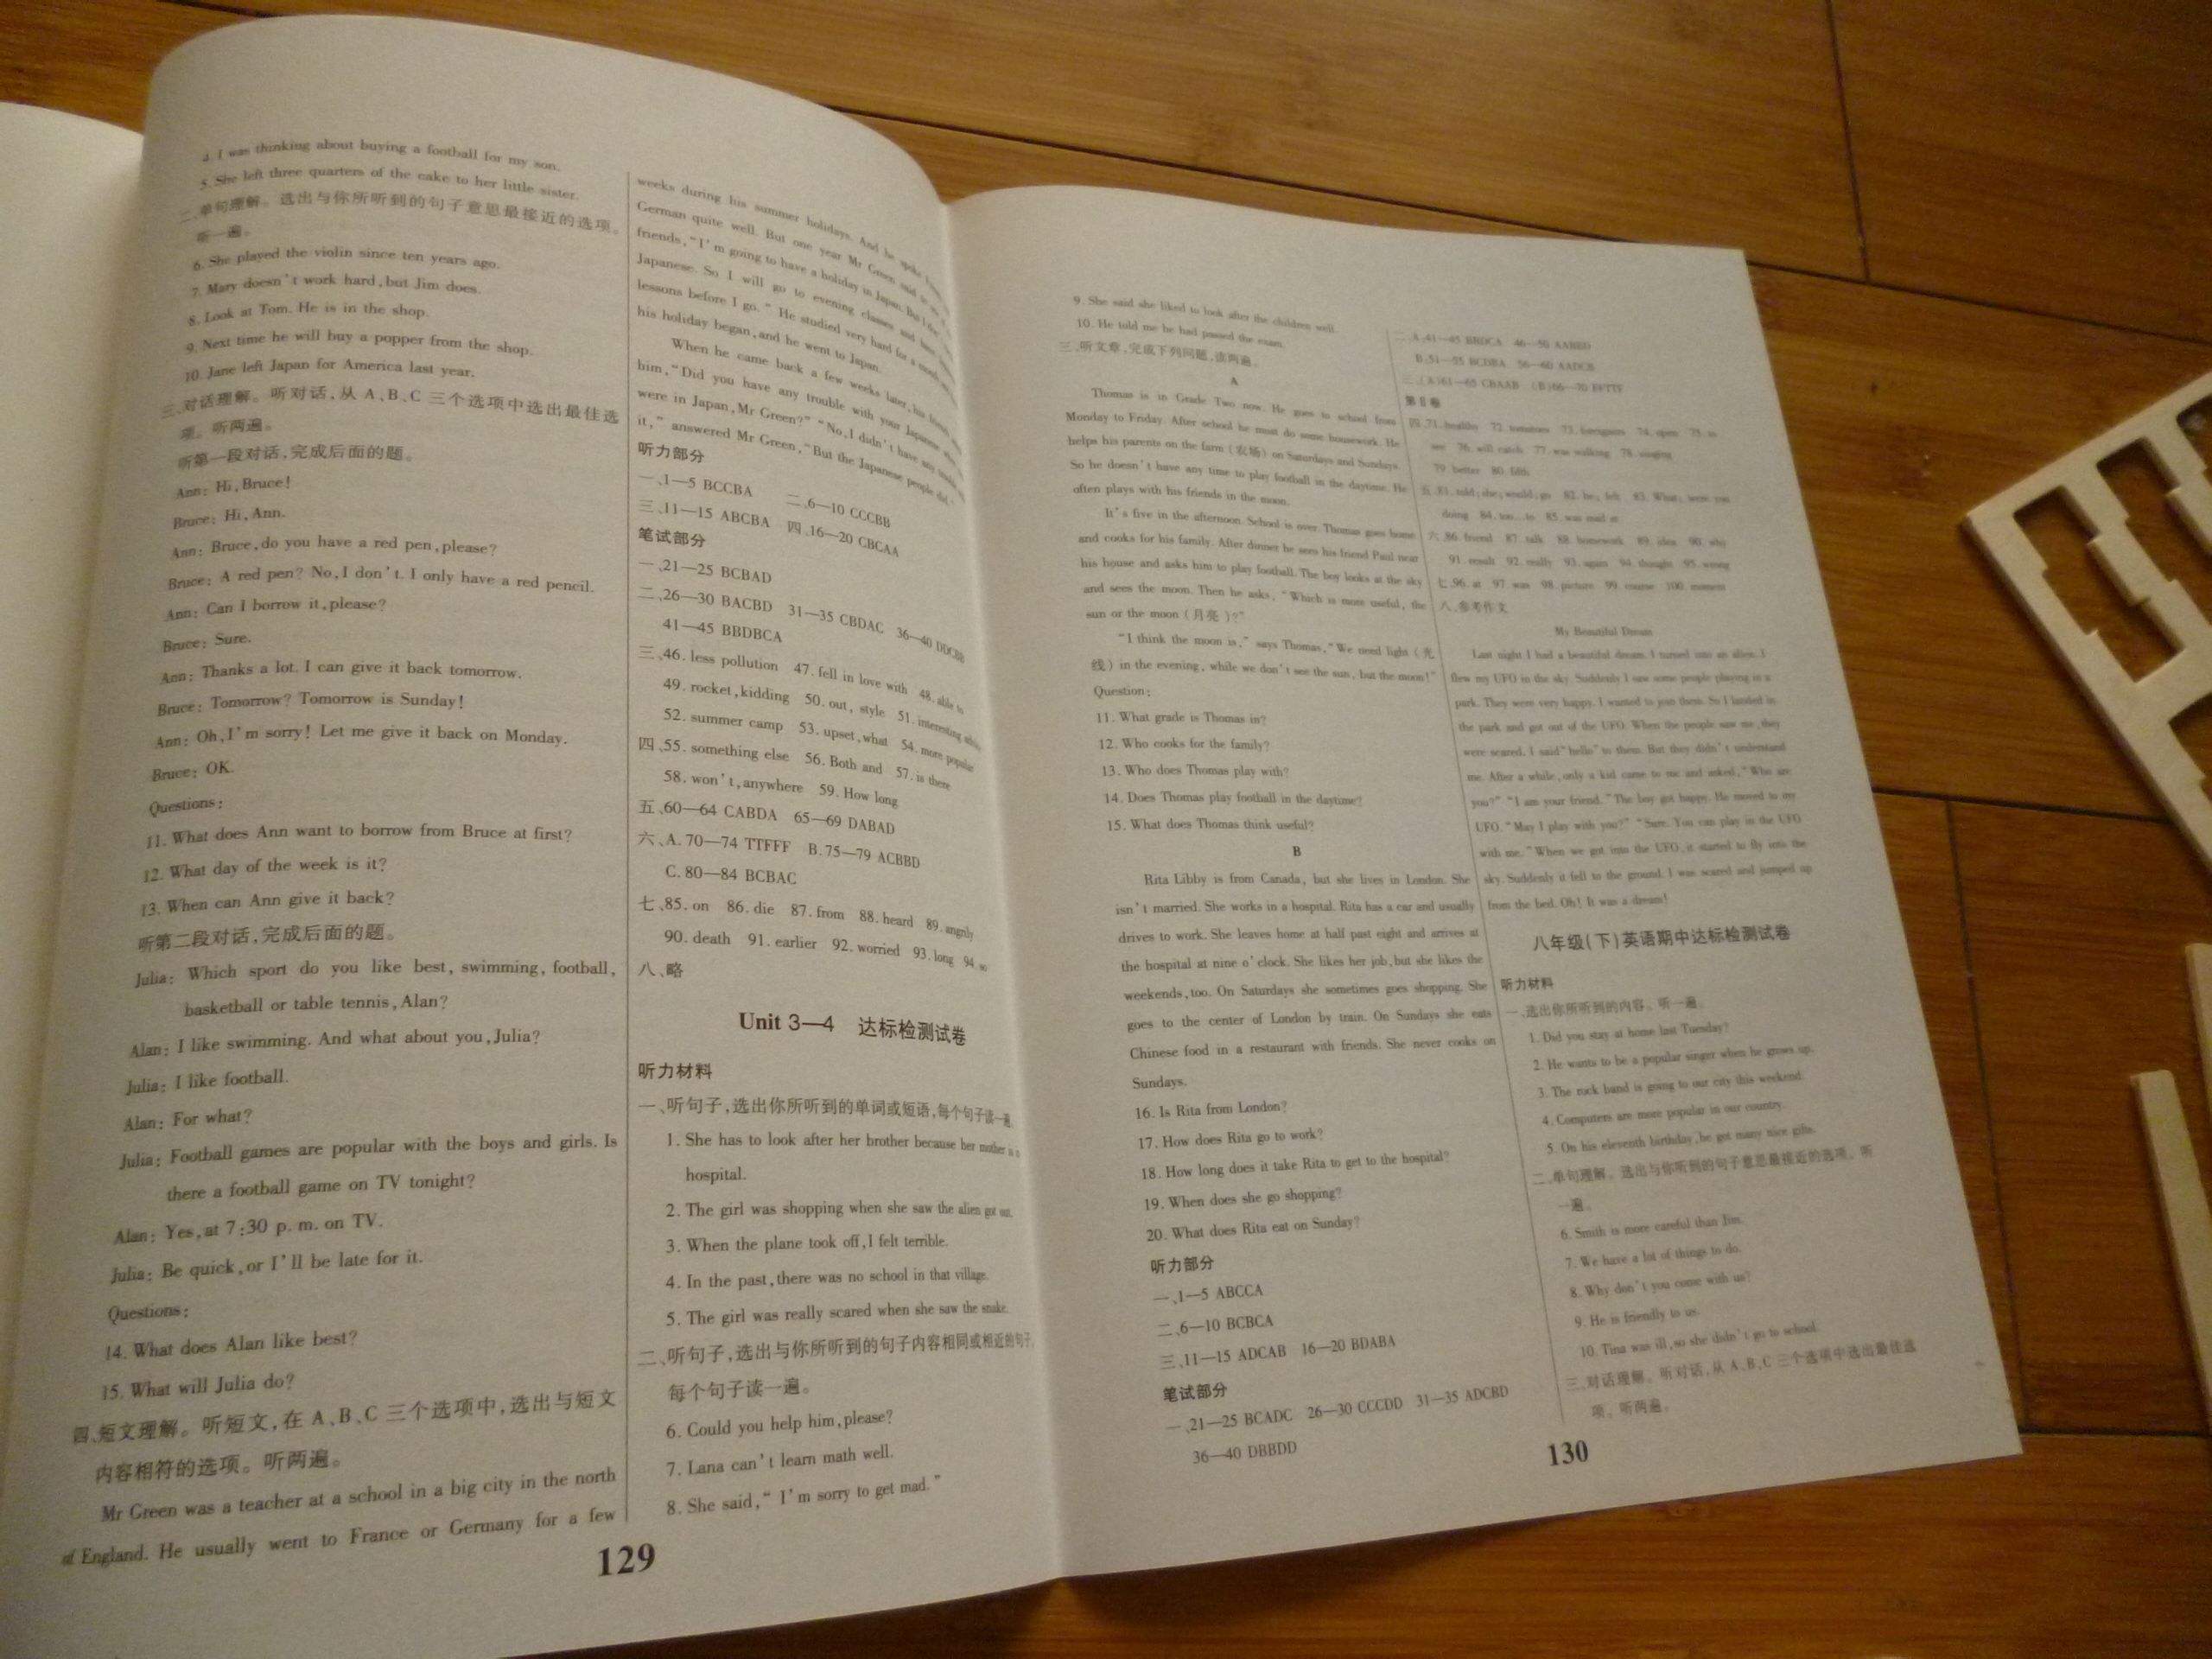 4. I was thinking about buying a football for my son.
5. She left three quarters of the cake to her little sister.
二、单句理解。选出与你所听到的句子意思最接近的选项。
听一遍。
6. She played the violin since ten years ago.
7. Mary doesn't work hard, but Jim does.
8. Look at Tom. He is in the shop.
9. Next time he will buy a popper from the shop.
10. Jane left Japan for America last year.
三、对话理解。听对话,从 A、B、C 三个选项中选出最佳选
项。听两遍。
听第一段对话,完成后面的题。
Ann: Hi, Bruce!
Bruce: Hi, Ann.
Ann: Bruce, do you have a red pen, please?
Bruce: A red pen? No, I don't. I only have a red pencil.
Ann: Can I borrow it, please?
Bruce: Sure.
Ann: Thanks a lot. I can give it back tomorrow.
Bruce: Tomorrow? Tomorrow is Sunday!
Ann: Oh, I'm sorry! Let me give it back on Monday.
Bruce: OK.
Questions:
11. What does Ann want to borrow from Bruce at first?
12. What day of the week is it?
13. When can Ann give it back?
听第二段对话,完成后面的题。
Julia: Which sport do you like best, swimming, football,
basketball or table tennis, Alan?
Alan: I like swimming. And what about you, Julia?
Julia: I like football.
Alan: For what?
Julia: Football games are popular with the boys and girls. Is
there a football game on TV tonight?
Alan: Yes, at 7:30 p. m. on TV.
Julia: Be quick, or I'll be late for it.
Questions:
14. What does Alan like best?
15. What will Julia do?
四、短文理解。听短文,在 A、B、C 三个选项中,选出与短文
内容相符的选项。听两遍。
Mr Green was a teacher at a school in a big city in the north
of England. He usually went to France or Germany for a few
weeks during his summer holidays. And he spoke
German quite well. But one year Mr Green said to
friends, "I'm going to have a holiday in Japan. But I
Japanese. So I will go to evening classes and have
lessons before I go." He studied very hard for a month
his holiday began, and he went to Japan.
When he came back a few weeks later, his friends
him, "Did you have any trouble with your Japanese when
were in Japan, Mr Green?" "No, I didn't have any trouble
it," answered Mr Green, "But the Japanese people did."
听力部分
一、1—5 BCCBA 二、6—10 CCCBB
三、11—15 ABCBA 四、16—20 CBCAA
笔试部分
一、21—25 BCBAD
二、26—30 BACBD 31—35 CBDAC 36—40 DDCBB
41—45 BBDBCA
三、46. less pollution 47. fell in love with 48. able to
49. rocket, kidding 50. out, style 51. interesting
52. summer camp 53. upset, what 54. more popular
四、55. something else 56. Both and 57. is there
58. won't, anywhere 59. How long
五、60—64 CABDA 65—69 DABAD
六、A. 70—74 TTFFF B. 75—79 ACBBD
C. 80—84 BCBAC
七、85. on 86. die 87. from 88. heard 89. angrily
90. death 91. earlier 92. worried 93. long 94. so
八、略
Unit 3—4 达标检测试卷
听力材料
一、听句子,选出你所听到的单词或短语,每个句子读一遍
1. She has to look after her brother because her mother is
hospital.
2. The girl was shopping when she saw the alien got out.
3. When the plane took off, I felt terrible.
4. In the past, there was no school in that village.
5. The girl was really scared when she saw the snake.
二、听句子,选出与你所听到的句子内容相同或相近的句子,
每个句子读一遍。
6. Could you help him, please?
7. Lana can't learn math well.
8. She said, "I'm sorry to get mad."
129
9. She said she liked to look after the children well.
10. He told me he had passed the exam.
三、听文章,完成下列问题,读两遍。
A
Thomas is in Grade Two now. He goes to school from
Monday to Friday. After school he must do some housework. He
helps his parents on the farm (农场) on Saturdays and Sundays.
So he doesn't have any time to play football in the daytime. He
often plays with his friends in the moon.
It's five in the afternoon. School is over Thomas goes home
and cooks for his family. After dinner he sees his friend Paul near
his house and asks him to play football. The boy looks at the sky
and sees the moon. Then he asks, "Which is more useful, the
sun or the moon (月亮)?"
"I think the moon is," says Thomas, "We need light (光
线) in the evening, while we don't see the sun, but the moon!"
Question:
11. What grade is Thomas in?
12. Who cooks for the family?
13. Who does Thomas play with?
14. Does Thomas play football in the daytime?
15. What does Thomas think useful?
B
Rita Libby is from Canada, but she lives in London. She
isn't married. She works in a hospital. Rita has a car and usually
drives to work. She leaves home at half past eight and arrives at
the hospital at nine o'clock. She likes her job, but she likes the
weekends, too. On Saturdays she sometimes goes shopping. She
goes to the center of London by train. On Sundays she eats
Chinese food in a restaurant with friends. She never cooks on
Sundays.
16. Is Rita from London?
17. How does Rita go to work?
18. How long does it take Rita to get to the hospital?
19. When does she go shopping?
20. What does Rita eat on Sunday?
听力部分
一、1—5 ABCCA
二、6—10 BCBCA
三、11—15 ADCAB 16—20 BDABA
笔试部分
一、21—25 BCADC 26—30 CCCDD 31—35 ADCBD
36—40 DBBDD
二、A. 41—45 46—50 AABED
B. 51—55 BCDBA 56—60 AADCB
三、(A)61—65 CBAAB (B)66—70
第Ⅱ卷
四、71. healthy 72. tomatoes 73. foreigners 74. open 75. to
see 76. will catch 77. was walking 78. singing
79. better 80. fifth
五、81. told; she; would; go 82. he; felt 83. What; were you
doing 84. too…to 85. was mad at
六、86. friend 87. talk 88. homework 89. idea 90. why
91. result 92. really 93. again 94. thought 95. wrong
七、96. at 97. was 98. picture 99. course 100. moment
八、参考作文
My Beautiful Dream
Last night I had a beautiful dream. I turned into an alien. I
flew my UFO in the sky. Suddenly I saw some people playing in a
park. They were very happy. I wanted to join them. So I landed in
the park and got out of the UFO. When the people saw me, they
were scared. I said "hello" to them. But they didn't understand
me. After a while, only a kid came to me and asked, "Who are
you?" "I am your friend." The boy got happy. He moved to my
UFO. "May I play with you?" "Sure. You can play in the UFO
with me." When we got into the UFO, it started to fly into the
sky. Suddenly it fell to the ground. I was scared and jumped up
from the bed. Oh! It was a dream!
八年级(下)英语期中达标检测试卷
听力材料
一、选出你所听到的内容。听一遍。
1. Did you stay at home last Tuesday?
2. He wants to be a popular singer when he grows up.
3. The rock band is going to our city this weekend.
4. Computers are more popular in our country.
5. On his eleventh birthday, he got many nice gifts.
二、单句理解。选出与你听到的句子意思最接近的选项。听
一遍。
6. Smith is more careful than Jim.
7. We have a lot of things to do.
8. Why don't you come with us?
9. He is friendly to us.
10. Tina was ill, so she didn't go to school.
三、对话理解。听对话,从 A、B、C 三个选项中选出最佳选
项。听两遍。
130